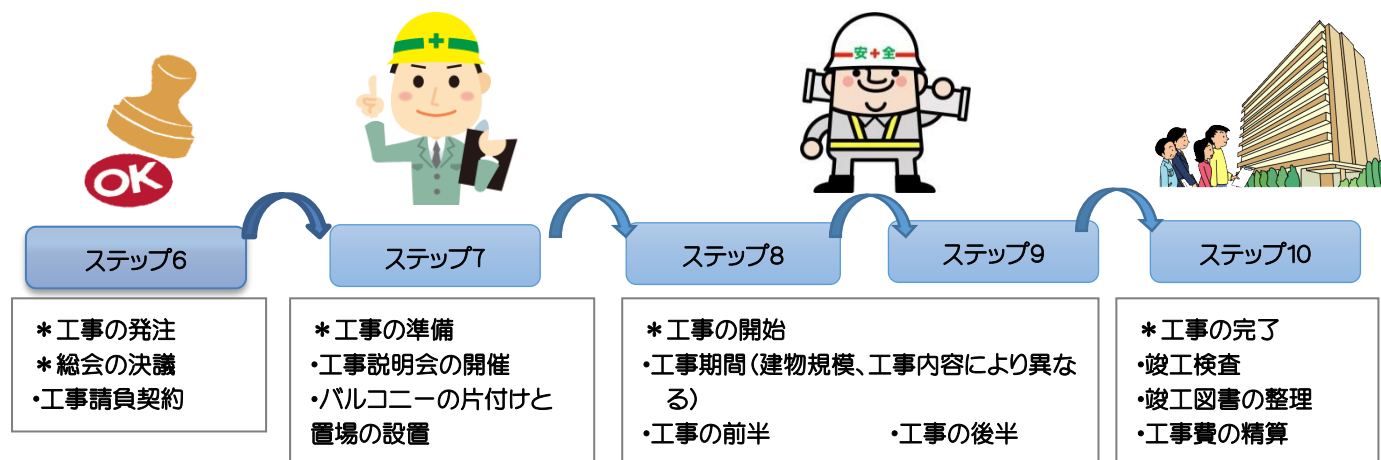 OK
安+全
ステップ6
ステップ7
ステップ8
ステップ9
ステップ10
＊工事の発注
＊総会の決議
・工事請負契約
＊工事の準備
・工事説明会の開催
・バルコニーの片付けと
置場の設置
＊工事の開始
・工事期間（建物規模、工事内容により異な
る）
・工事の前半
・工事の後半
＊工事の完了
・竣工検査
・竣工図書の整理
・工事費の精算